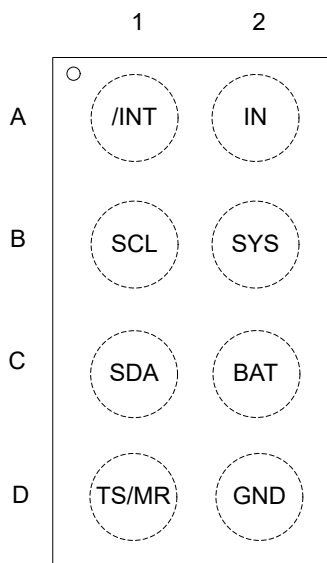 1 2
A /INT IN
B SCL SYS
C SDA BAT
D TS/MR GND